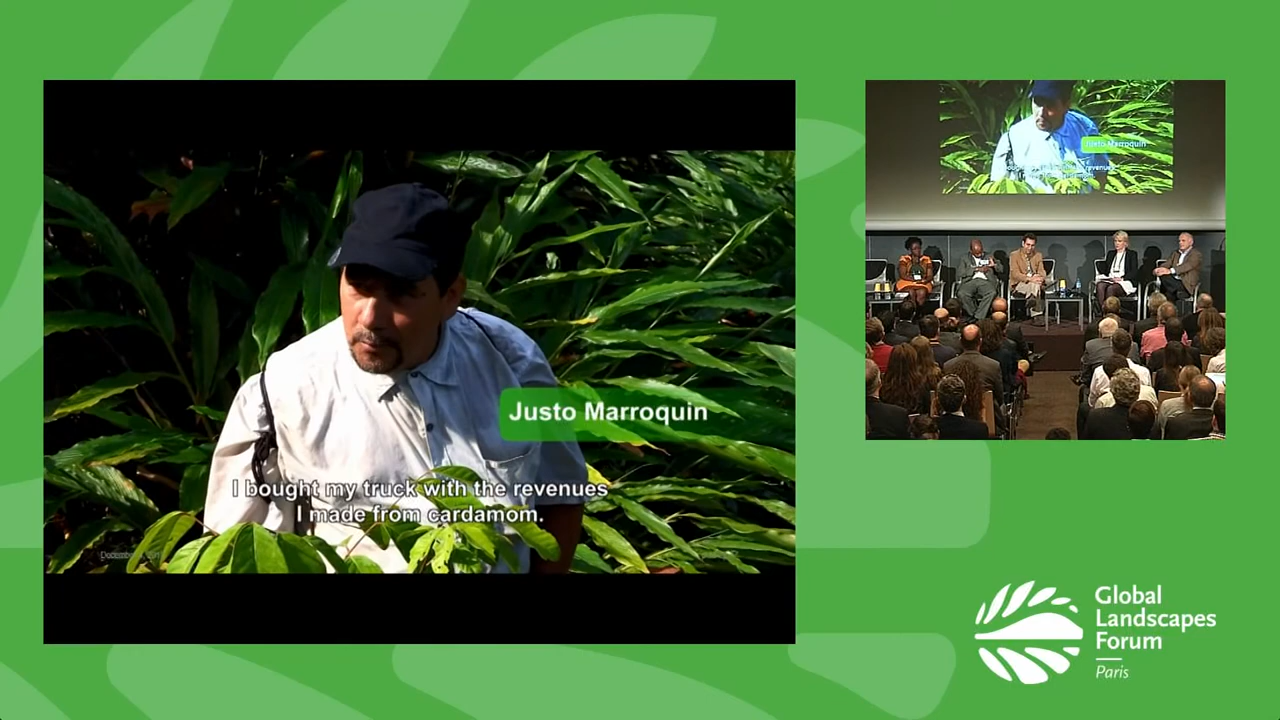 Justo Marroquin
I bought my truck with the revenues
I made from cardamom.
Justo Marroquin
Global
Landscapes
Forum
Paris